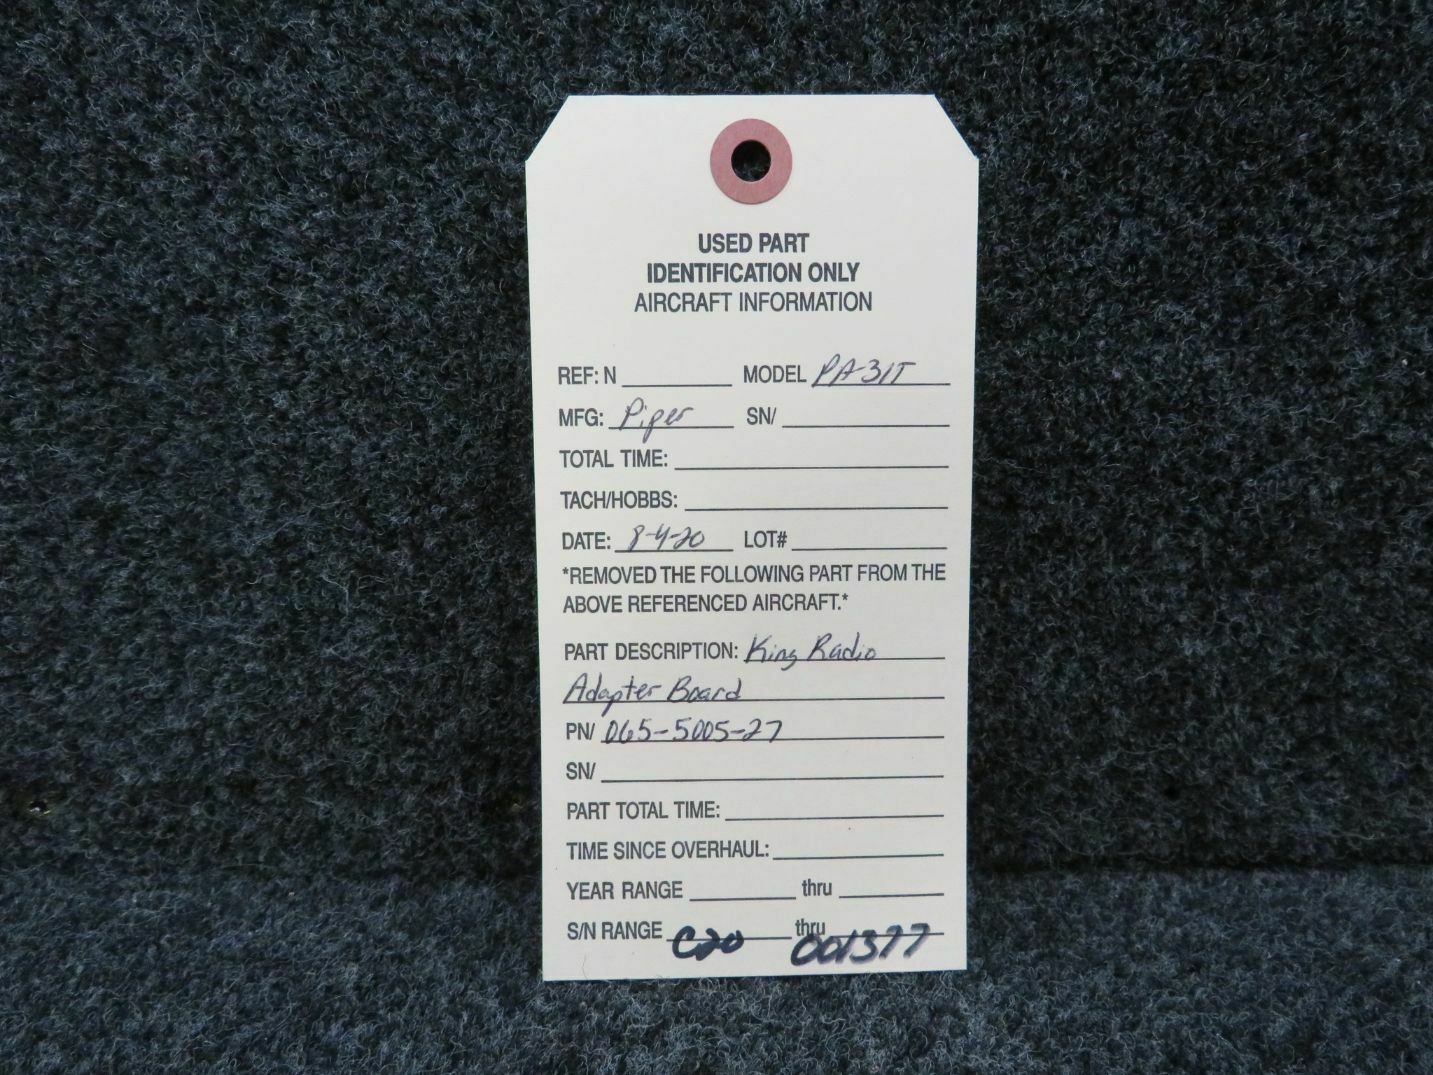 USED PART
IDENTIFICATION ONLY
AIRCRAFT INFORMATION
REF: N MODEL PA-31T
MFG: Piper SN/
TOTAL TIME:
TACH/HOBBS:
DATE: 8-4-20 LOT#
*REMOVED THE FOLLOWING PART FROM THE
ABOVE REFERENCED AIRCRAFT.*
PART DESCRIPTION: King Radio
Adapter Board
PN/ 065-5005-27
SN/
PART TOTAL TIME:
TIME SINCE OVERHAUL:
YEAR RANGE thru
S/N RANGE C20 thru 001377